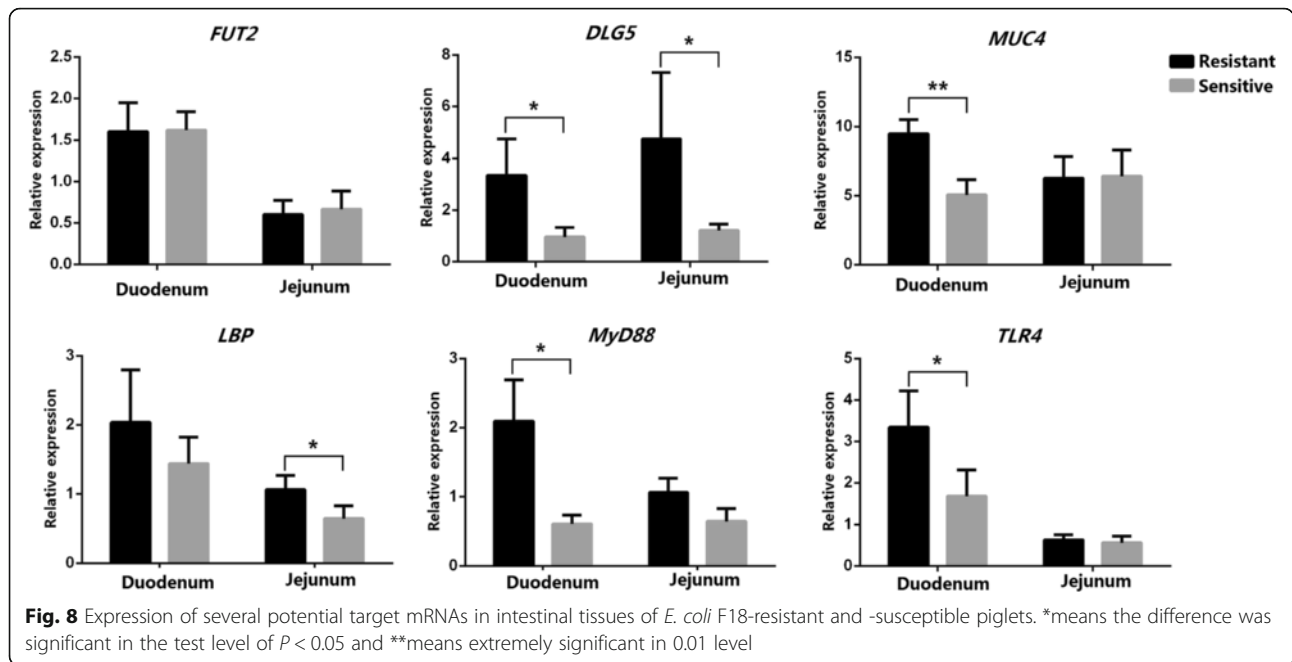 FUT2
2.5
2.0
1.5
1.0
0.5
0.0
Relative expression
Duodenum
Jejunum
DLG5
8
6
4
2
0
Relative expression
*
*
Duodenum
Jejunum
MUC4
15
10
5
0
Relative expression
**
Duodenum
Jejunum
Resistant
Sensitive
LBP
3
2
1
0
Relative expression
*
Duodenum
Jejunum
MyD88
3
2
1
0
Relative expression
*
Duodenum
Jejunum
TLR4
5
4
3
2
1
0
Relative expression
*
Duodenum
Jejunum
Fig. 8 Expression of several potential target mRNAs in intestinal tissues of E. coli F18-resistant and -susceptible piglets. *means the difference was
significant in the test level of P < 0.05 and **means extremely significant in 0.01 level